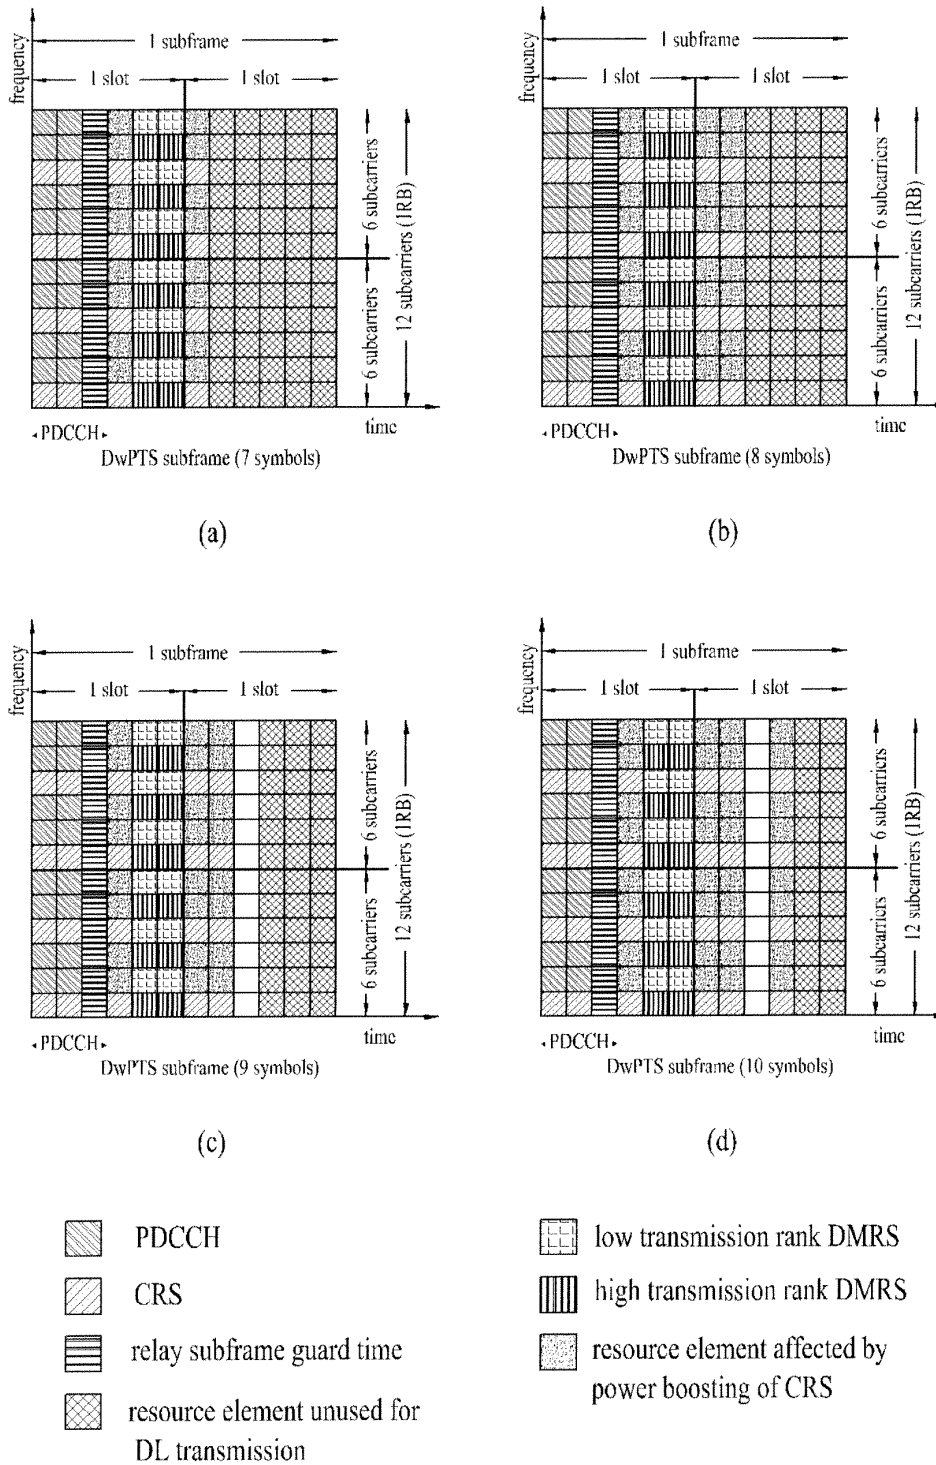 1 subframe
1 slot
1 slot
frequency
6 subcarriers
6 subcarriers
12 subcarriers (1RB)
time
PDCCH
DwPTS subframe (7 symbols)
(a)
1 subframe
1 slot
1 slot
frequency
6 subcarriers
6 subcarriers
12 subcarriers (1RB)
time
PDCCH
DwPTS subframe (8 symbols)
(b)
1 subframe
1 slot
1 slot
frequency
6 subcarriers
6 subcarriers
12 subcarriers (1RB)
time
PDCCH
DwPTS subframe (9 symbols)
(c)
1 subframe
1 slot
1 slot
frequency
6 subcarriers
6 subcarriers
12 subcarriers (1RB)
time
PDCCH
DwPTS subframe (10 symbols)
(d)
PDCCH
CRS
relay subframe guard time
resource element unused for
DL transmission
low transmission rank DMRS
high transmission rank DMRS
resource element affected by
power boosting of CRS